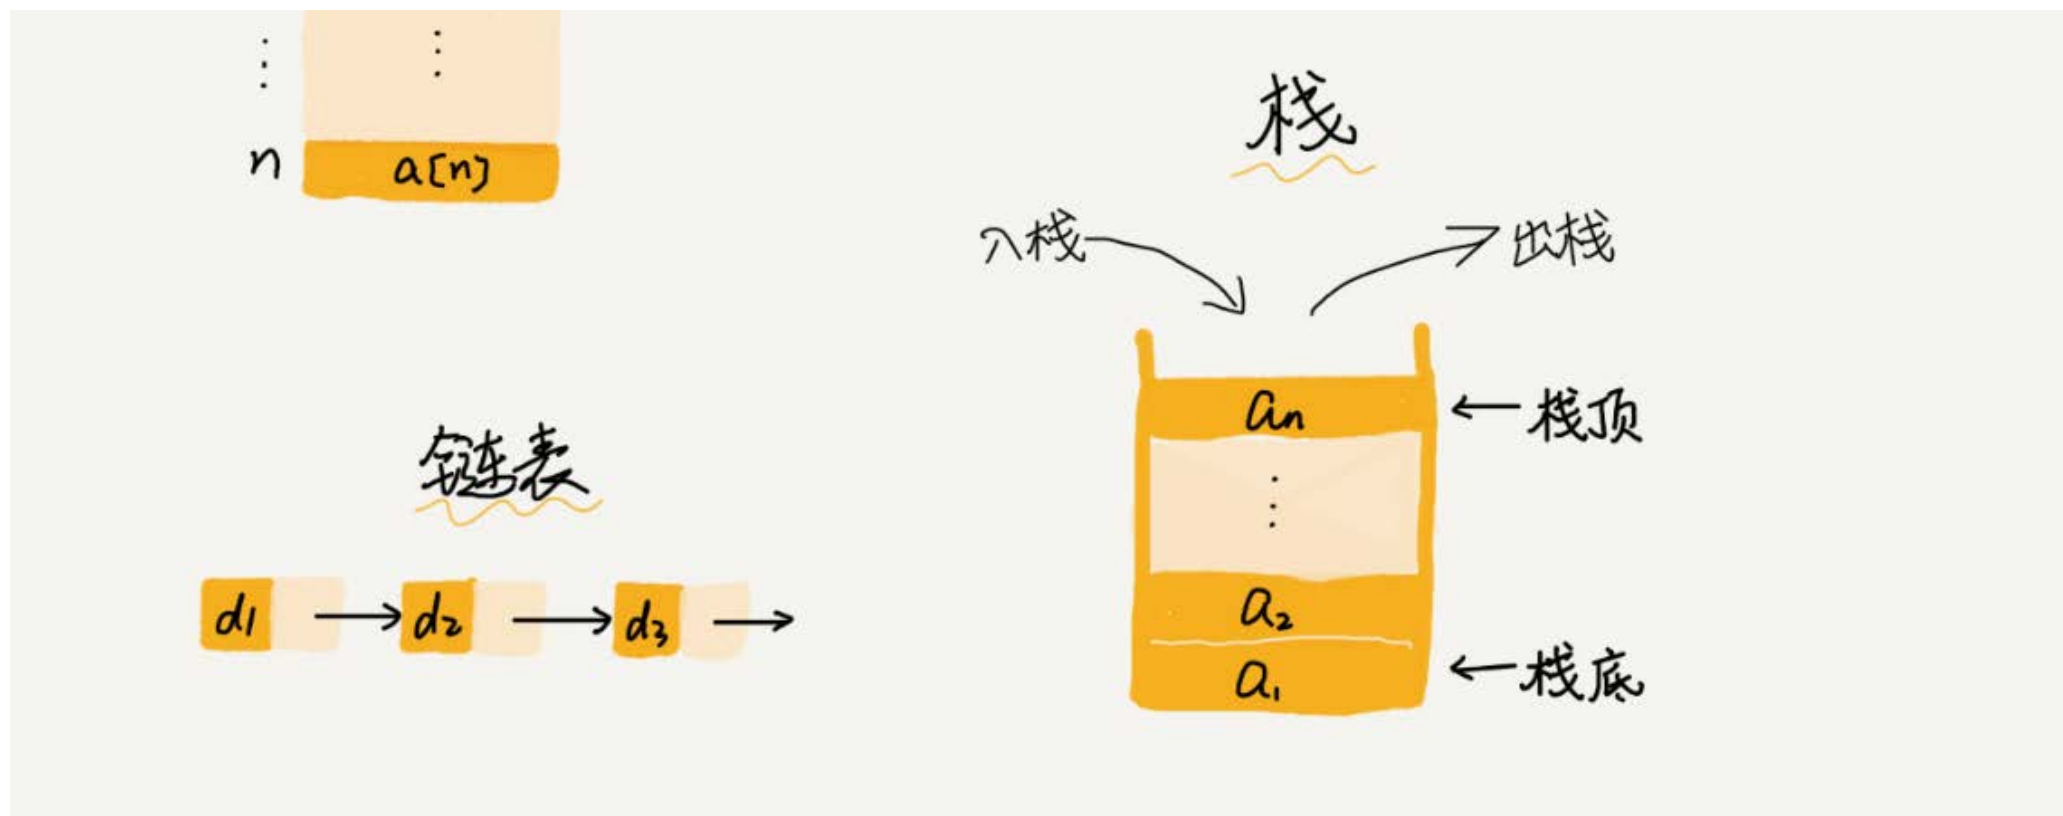 ⋮ ⋮
n a[n]
链表
d1 → d2 → d3 →
栈
入栈 出栈
an ← 栈顶
⋮
a2
a1 ← 栈底